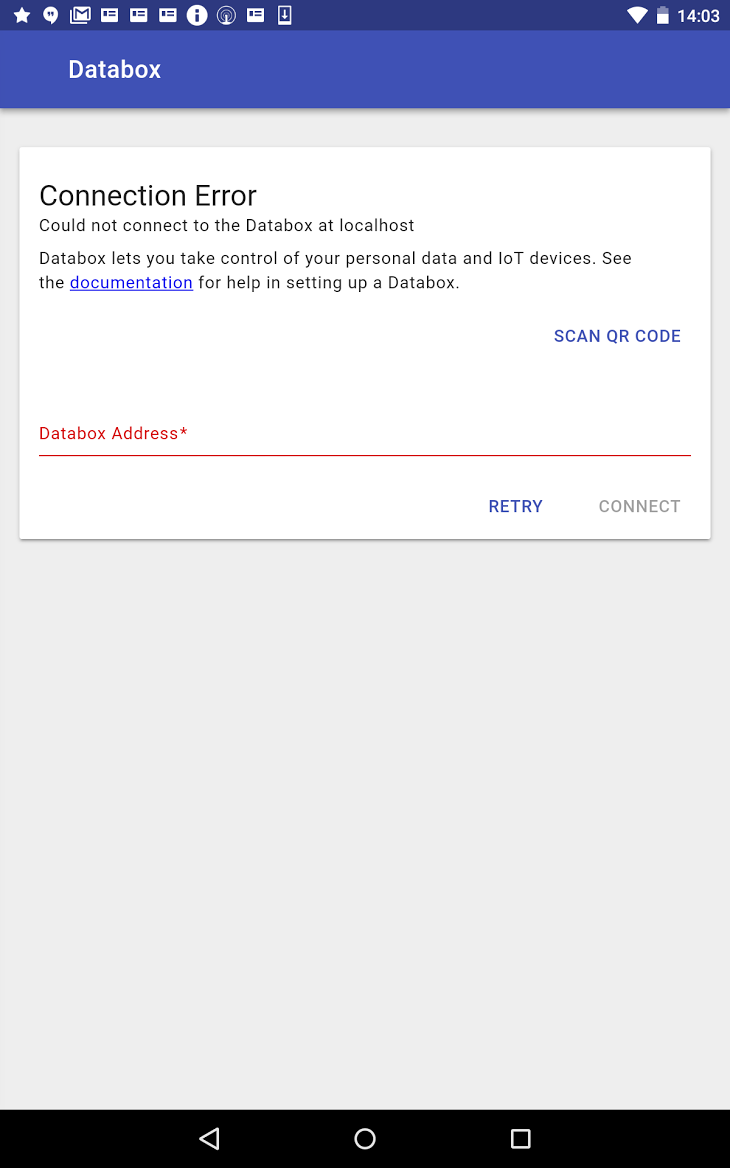 14:03
Databox
Connection Error
Could not connect to the Databox at localhost
Databox lets you take control of your personal data and IoT devices. See
the documentation for help in setting up a Databox.
SCAN QR CODE
Databox Address*
RETRY CONNECT